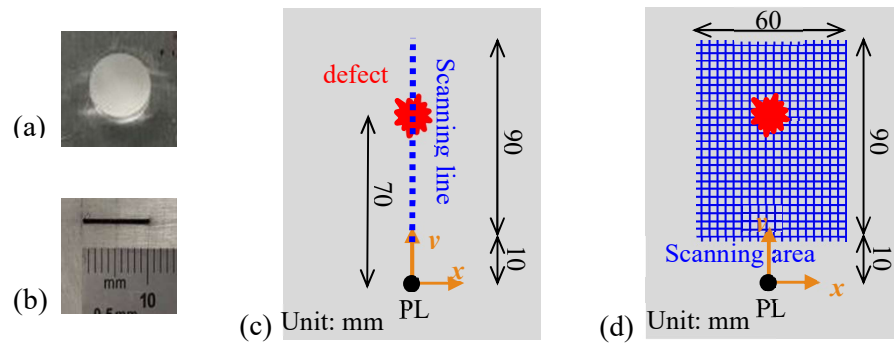 (a)
(b)
mm
10
0.5mm
defect
Scanning line
70
90
10
v
x
PL
(c)
Unit: mm
60
90
10
v
Scanning area
x
PL
(d)
Unit: mm